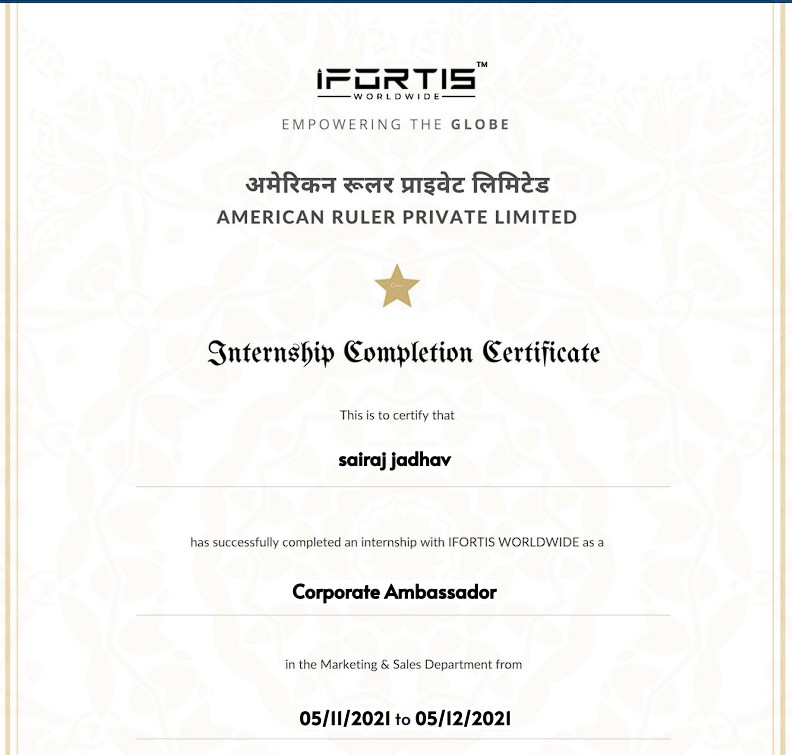 IFORTIS™
WORLDWIDE
EMPOWERING THE GLOBE
अमेरिकन रूलर प्राइवेट लिमिटेड
AMERICAN RULER PRIVATE LIMITED
Internship Completion Certificate
This is to certify that
sairaj jadhav
has successfully completed an internship with IFORTIS WORLDWIDE as a
Corporate Ambassador
in the Marketing & Sales Department from
05/11/2021 to 05/12/2021